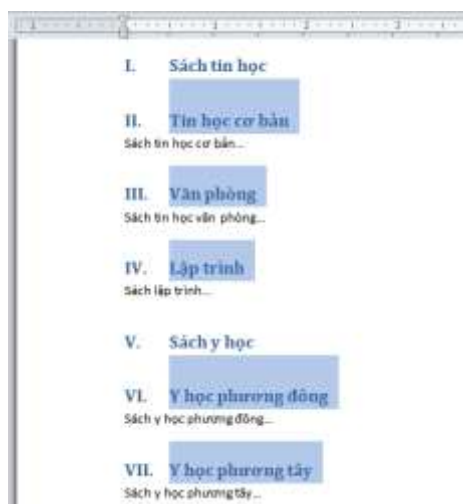 I. Sách tin học
II. Tin học cơ bản
Sách tin học cơ bản...
III. Văn phòng
Sách tin học văn phòng...
IV. Lập trình
Sách lập trình...
V. Sách y học
VI. Y học phương đông
Sách y học phương đông...
VII. Y học phương tây
Sách y học phương tây...